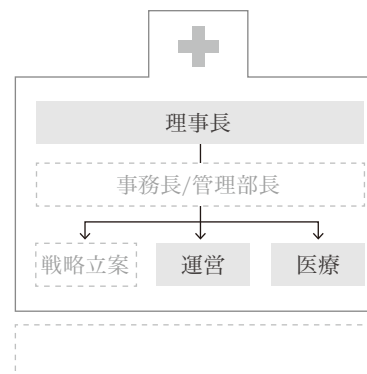 理事長
事務長/管理部長
戦略立案
運営
医療